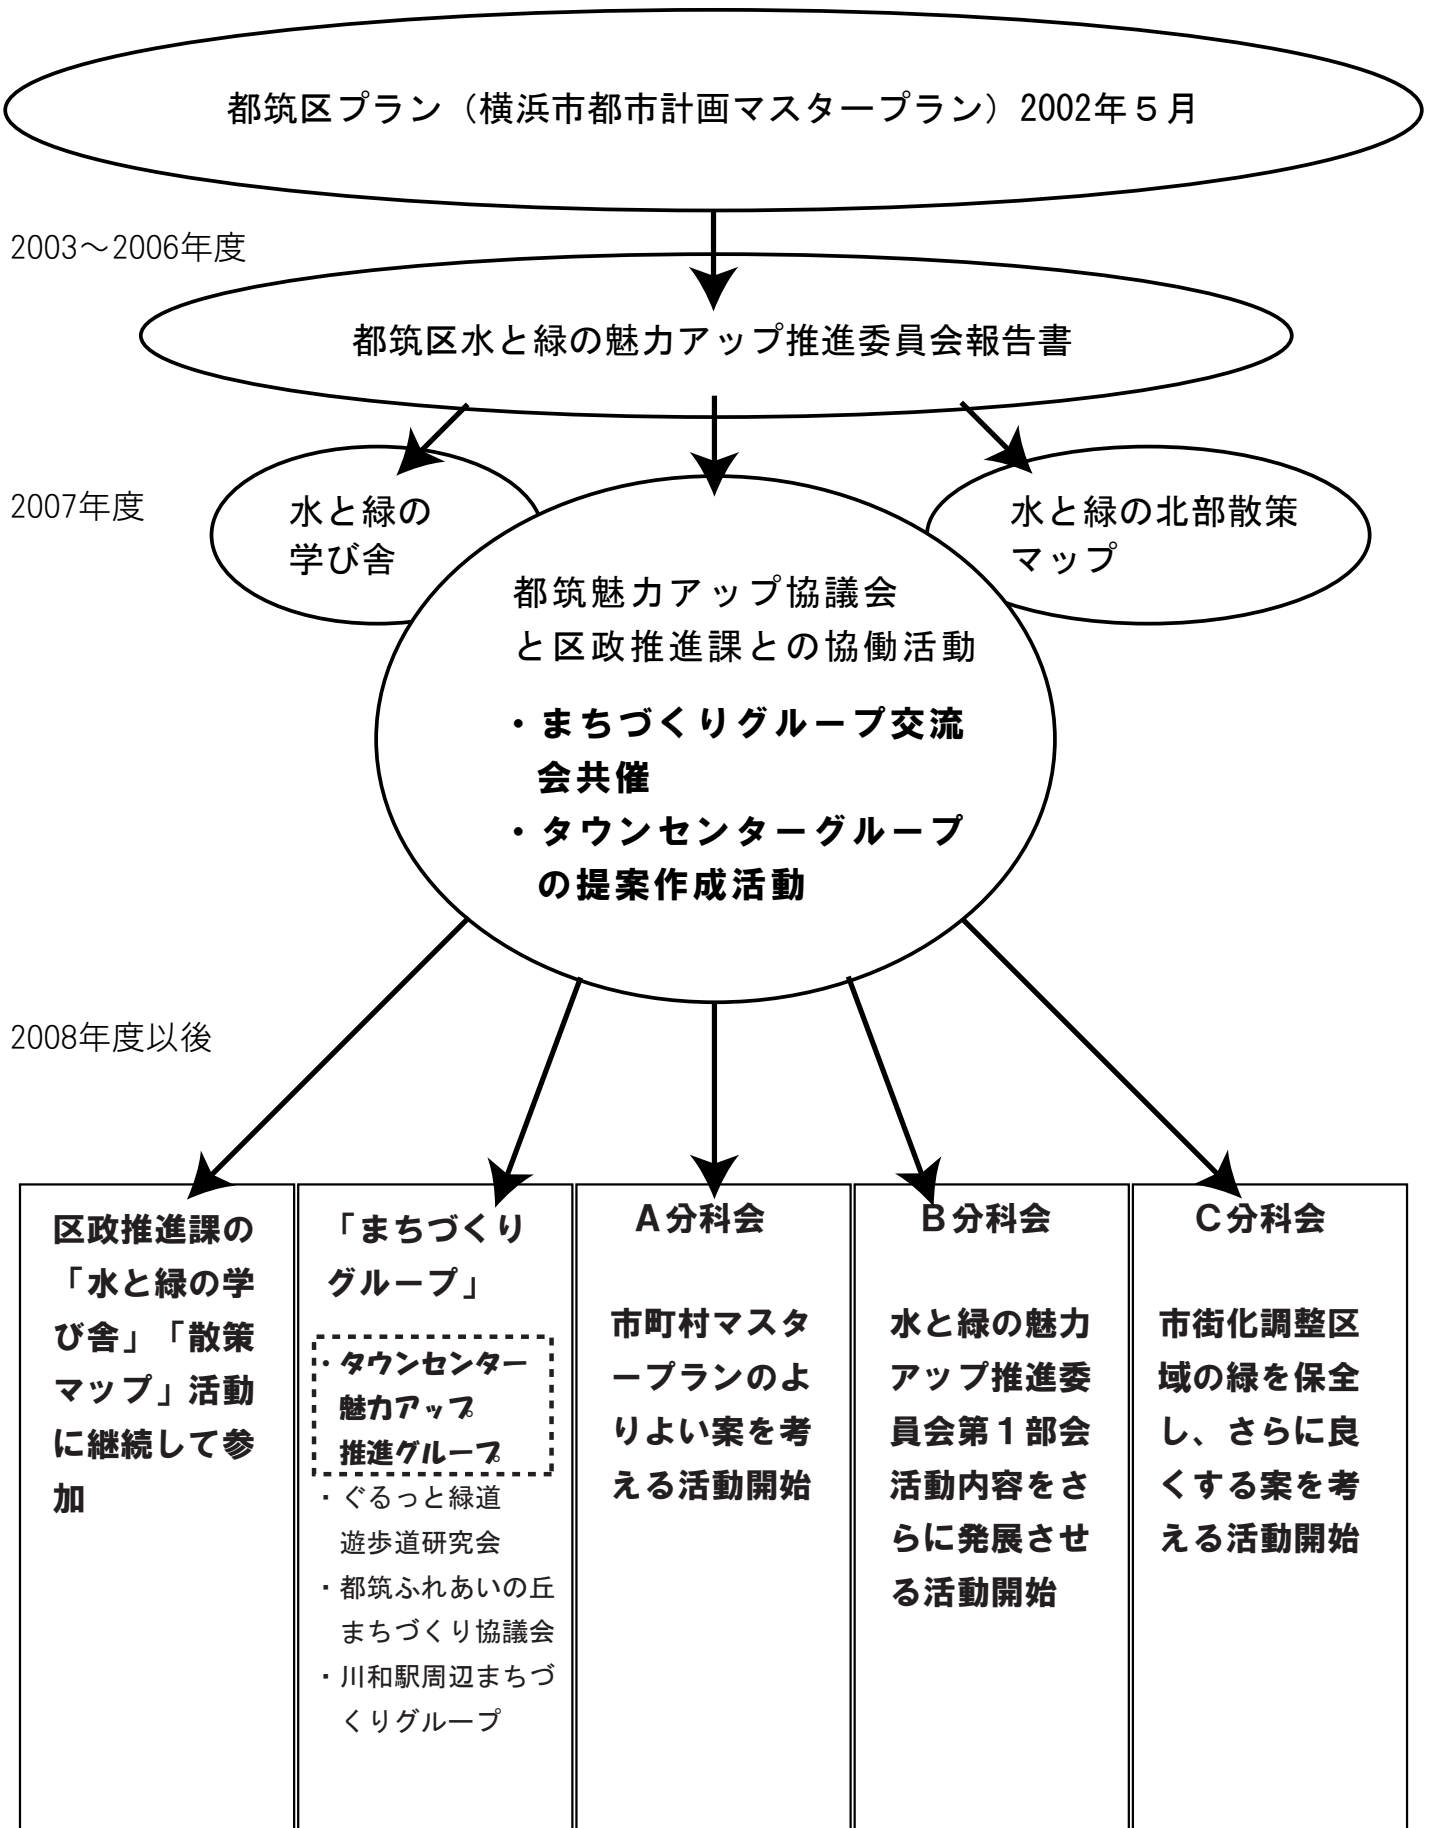 都筑区プラン（横浜市都市計画マスタープラン）2002年５月
2003～2006年度
都筑区水と緑の魅力アップ推進委員会報告書
2007年度
水と緑の
学び舎
水と緑の北部散策
マップ
都筑魅力アップ協議会
と区政推進課との協働活動
・まちづくりグループ交流
会共催
・タウンセンターグループ
の提案作成活動
2008年度以後
区政推進課の
「水と緑の学
び舎」「散策
マップ」活動
に継続して参
加
「まちづくり
グループ」
・タウンセンター
魅力アップ
推進グループ
・ぐるっと緑道
遊歩道研究会
・都筑ふれあいの丘
まちづくり協議会
・川和駅周辺まちづ
くりグループ
Ａ分科会
市町村マスタ
ープランのよ
りよい案を考
える活動開始
Ｂ分科会
水と緑の魅力
アップ推進委
員会第１部会
活動内容をさ
らに発展させ
る活動開始
Ｃ分科会
市街化調整区
域の緑を保全
し、さらに良
くする案を考
える活動開始